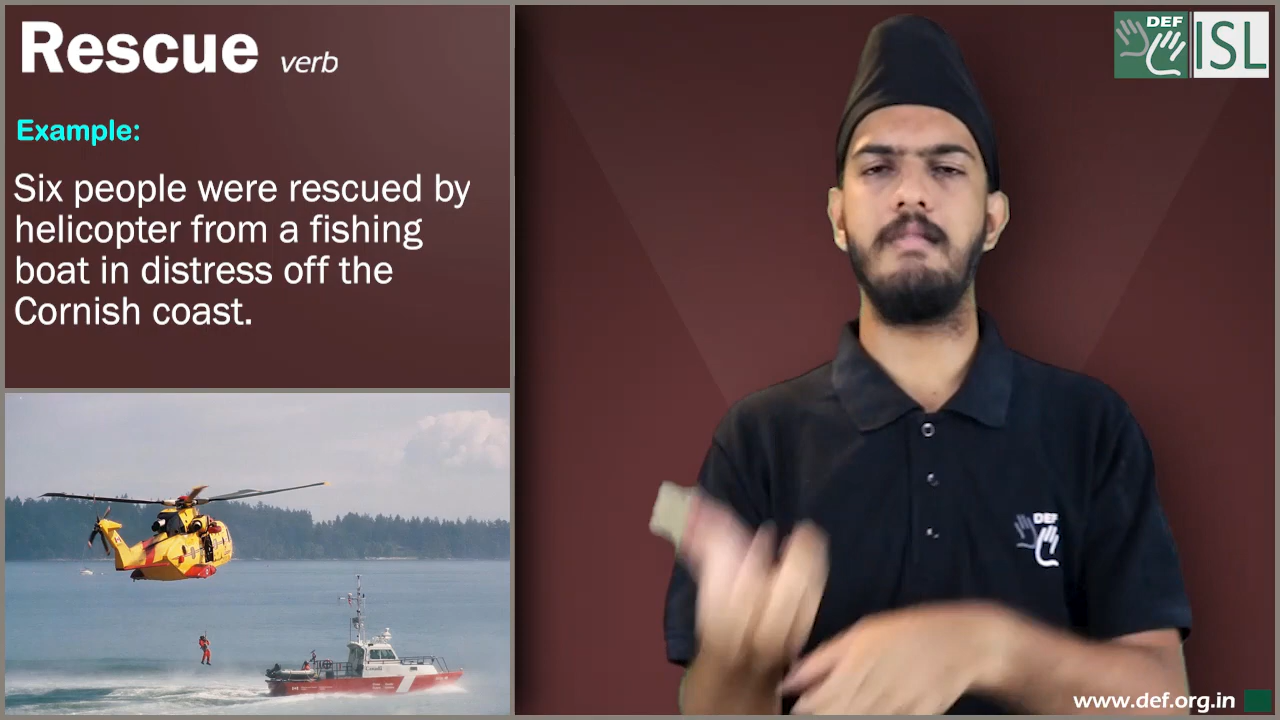 Rescue verb
Example:
Six people were rescued by
helicopter from a fishing
boat in distress off the
Cornish coast.
DEF
ISL
DEF
Canada
www.def.org.in